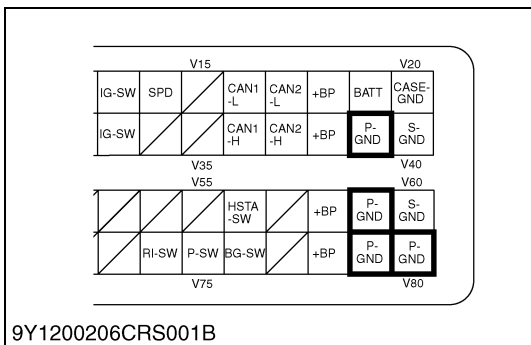 V15 V20
IG-SW SPD CAN1-L CAN2-L +BP BATT CASE-GND
IG-SW CAN1-H CAN2-H +BP P-GND S-GND
V35 V40
V55 V60
HSTA-SW +BP P-GND S-GND
RI-SW P-SW BG-SW +BP P-GND P-GND
V75 V80
9Y1200206CRS001B